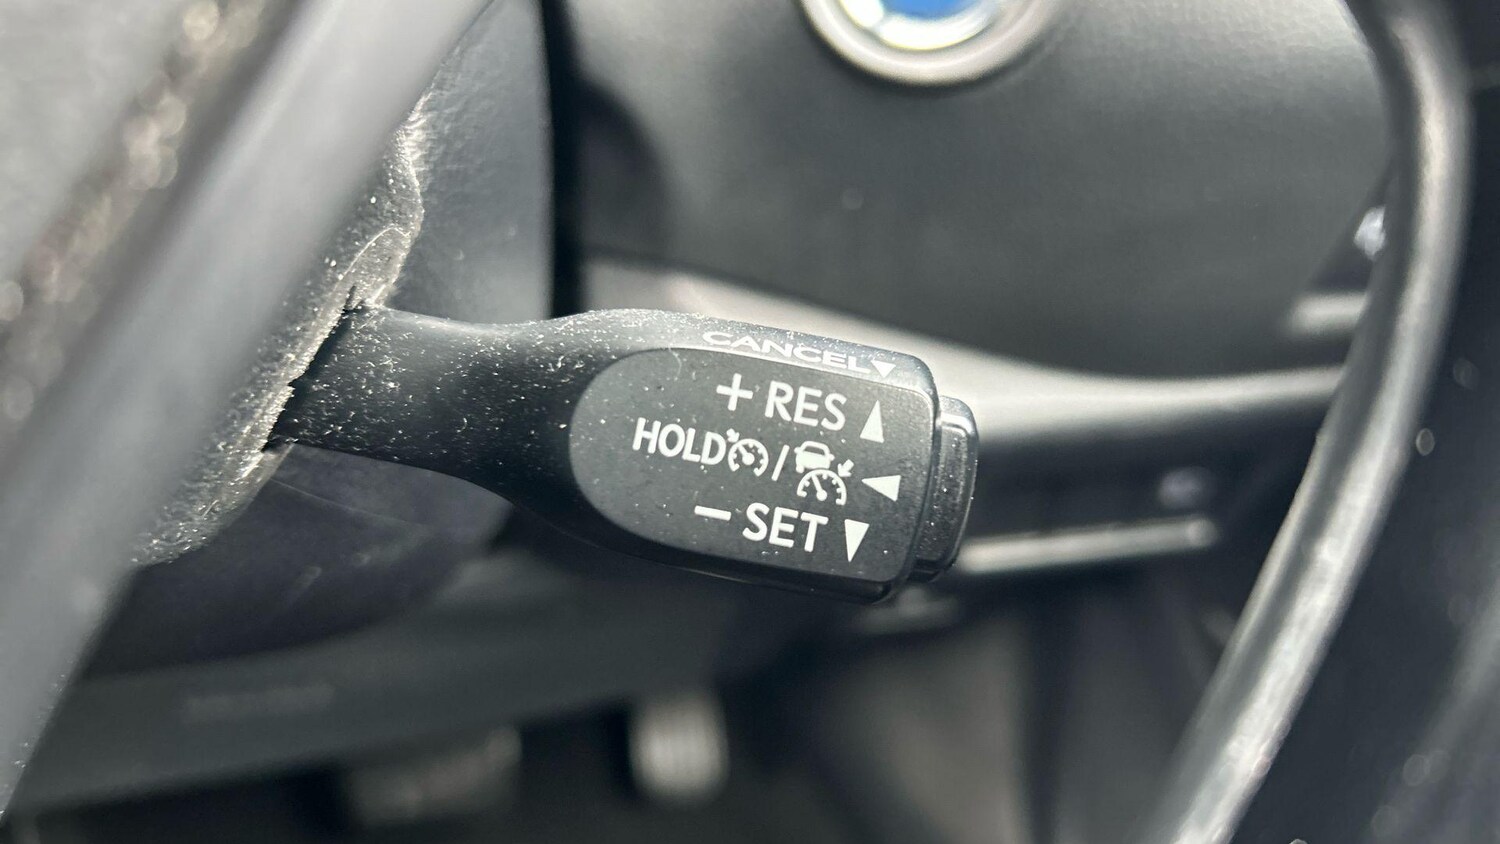 CANCEL▼
+ RES ▲
HOLD / ◀
− SET ▼